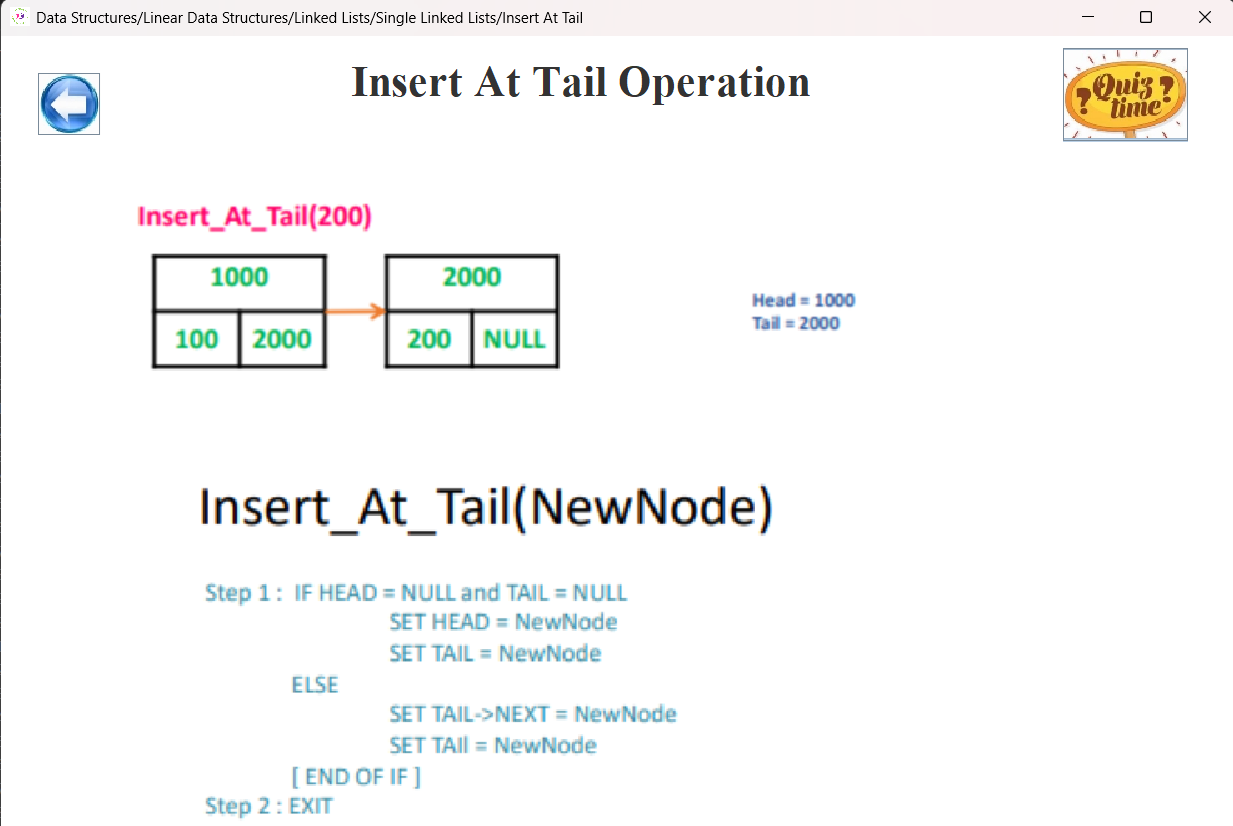 Data Structures/Linear Data Structures/Linked Lists/Single Linked Lists/Insert At Tail
Insert At Tail Operation
? Quiz time ?
Insert_At_Tail(200)
1000
2000
100 2000
200 NULL
Head = 1000
Tail = 2000
Insert_At_Tail(NewNode)
Step 1 : IF HEAD = NULL and TAIL = NULL
SET HEAD = NewNode
SET TAIL = NewNode
ELSE
SET TAIL->NEXT = NewNode
SET TAIl = NewNode
[ END OF IF ]
Step 2 : EXIT